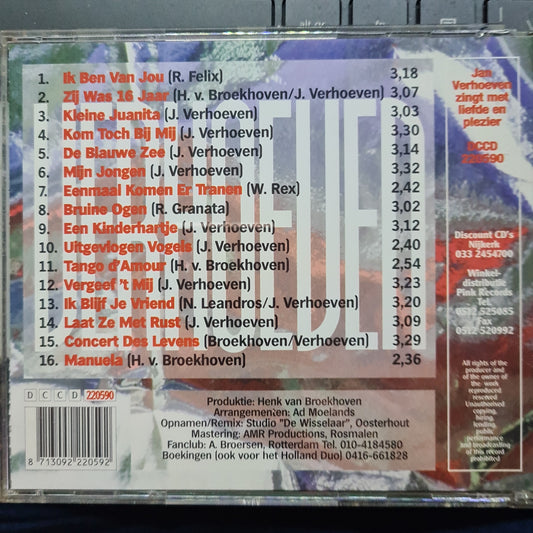 1. Ik Ben Van Jou (R. Felix) 3,18
2. Zij Was 16 Jaar (H. v. Broekhoven/J. Verhoeven) 3,07
3. Kleine Juanita (J. Verhoeven) 3,03
4. Kom Toch Bij Mij (J. Verhoeven) 3,30
5. De Blauwe Zee (J. Verhoeven) 3,14
6. Mijn Jongen (J. Verhoeven) 3,32
7. Eenmaal Komen Er Tranen (W. Rex) 2,42
8. Bruine Ogen (R. Granata) 3,02
9. Een Kinderhartje (J. Verhoeven) 3,12
10. Uitgevlogen Vogels (J. Verhoeven) 2,40
11. Tango d'Amour (H. v. Broekhoven) 2,54
12. Vergeef 't Mij (J. Verhoeven) 3,23
13. Ik Blijf Je Vriend (N. Leandros/J. Verhoeven) 3,20
14. Laat Ze Met Rust (J. Verhoeven) 3,09
15. Concert Des Levens (Broekhoven/Verhoeven) 3,29
16. Manuela (H. v. Broekhoven) 2,36
DCCD 220590
8 713092 220592
Produktie: Henk van Broekhoven
Arrangementen: Ad Moelands
Opnamen/Remix: Studio "De Wisselaar", Oosterhout
Mastering: AMR Productions, Rosmalen
Fanclub: A. Broersen, Rotterdam Tel. 010-4184580
Boekingen (ook voor het Holland Duo) 0416-661828
Jan
Verhoeven
zingt met
liefde en
plezier
DCCD
220590
Discount CD's
Nijkerk
033 2454700
Winkel-
distributie
Pink Records
Tel.
0512 525085
Fax
0512 520992
All rights of the
producer and
of the owner of
the work
reproduced
reserved
Unauthorised
copying,
hiring,
lending,
public
performance
and broadcasting
of this record
prohibited